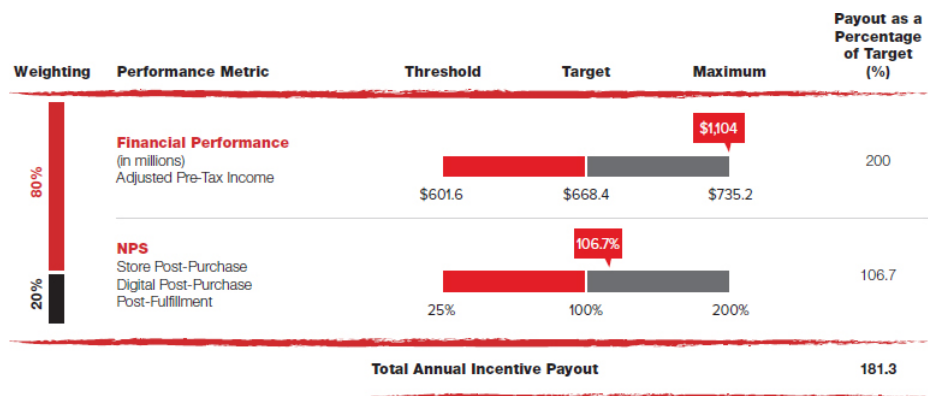 Payout as a
Percentage
of Target
Weighting Performance Metric Threshold Target Maximum (%)
$1,104
Financial Performance
(in millions)
Adjusted Pre-Tax Income
200
80%
$601.6 $668.4 $735.2
NPS
106.7%
Store Post-Purchase
Digital Post-Purchase
Post-Fulfillment
106.7
20%
25% 100% 200%
Total Annual Incentive Payout 181.3